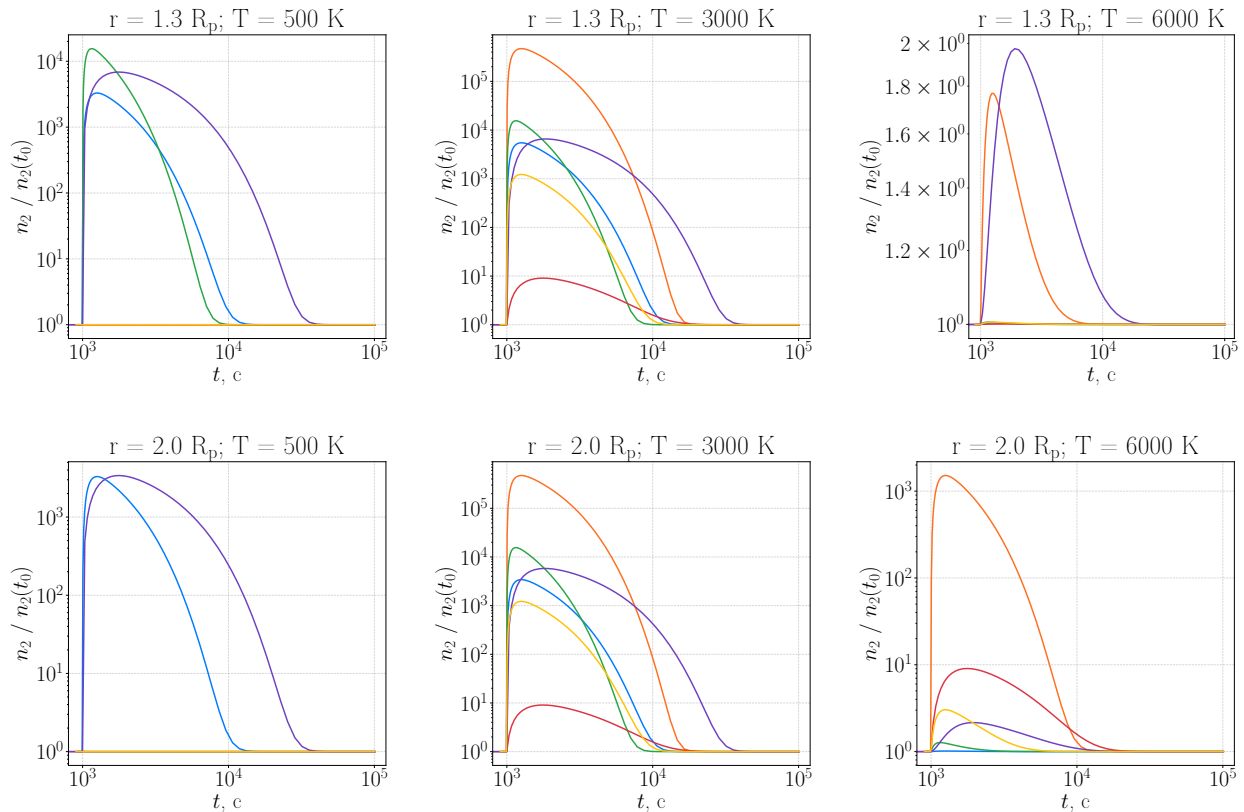 r = 1.3 R_p; T = 500 K
r = 1.3 R_p; T = 3000 K
r = 1.3 R_p; T = 6000 K
n_2 / n_2(t_0)
10^4
10^3
10^2
10^1
10^0
10^3
10^4
10^5
t, c
n_2 / n_2(t_0)
10^5
10^4
10^3
10^2
10^1
10^0
10^3
10^4
10^5
t, c
n_2 / n_2(t_0)
2 × 10^0
1.8 × 10^0
1.6 × 10^0
1.4 × 10^0
1.2 × 10^0
10^0
10^3
10^4
10^5
t, c
r = 2.0 R_p; T = 500 K
r = 2.0 R_p; T = 3000 K
r = 2.0 R_p; T = 6000 K
n_2 / n_2(t_0)
10^3
10^2
10^1
10^0
10^3
10^4
10^5
t, c
n_2 / n_2(t_0)
10^5
10^4
10^3
10^2
10^1
10^0
10^3
10^4
10^5
t, c
n_2 / n_2(t_0)
10^3
10^2
10^1
10^0
10^3
10^4
10^5
t, c